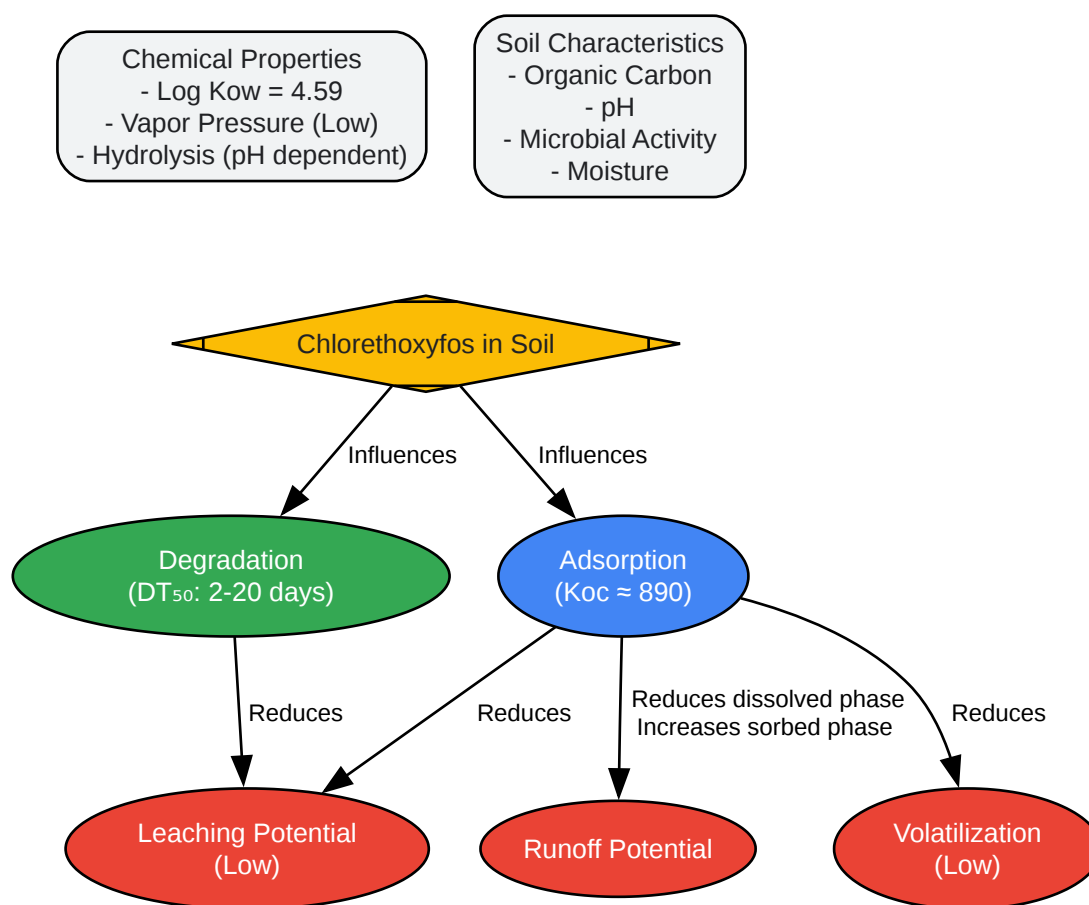 Chemical Properties
- Log Kow = 4.59
- Vapor Pressure (Low)
- Hydrolysis (pH dependent)
Soil Characteristics
- Organic Carbon
- pH
- Microbial Activity
- Moisture
Chlorethoxyfos in Soil
Influences
Influences
Degradation
(DT₅₀: 2-20 days)
Adsorption
(Koc ≈ 890)
Reduces
Reduces
Reduces dissolved phase
Increases sorbed phase
Reduces
Leaching Potential
(Low)
Runoff Potential
Volatilization
(Low)